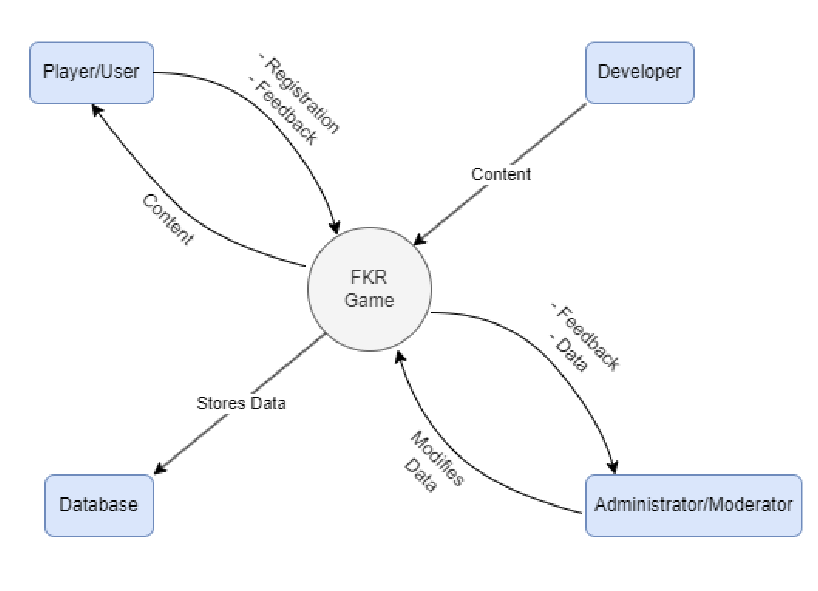 Player/User
Developer
- Registration
- Feedback
Content
Content
FKR
Game
- Feedback
- Data
Stores Data
Modifies
Data
Database
Administrator/Moderator